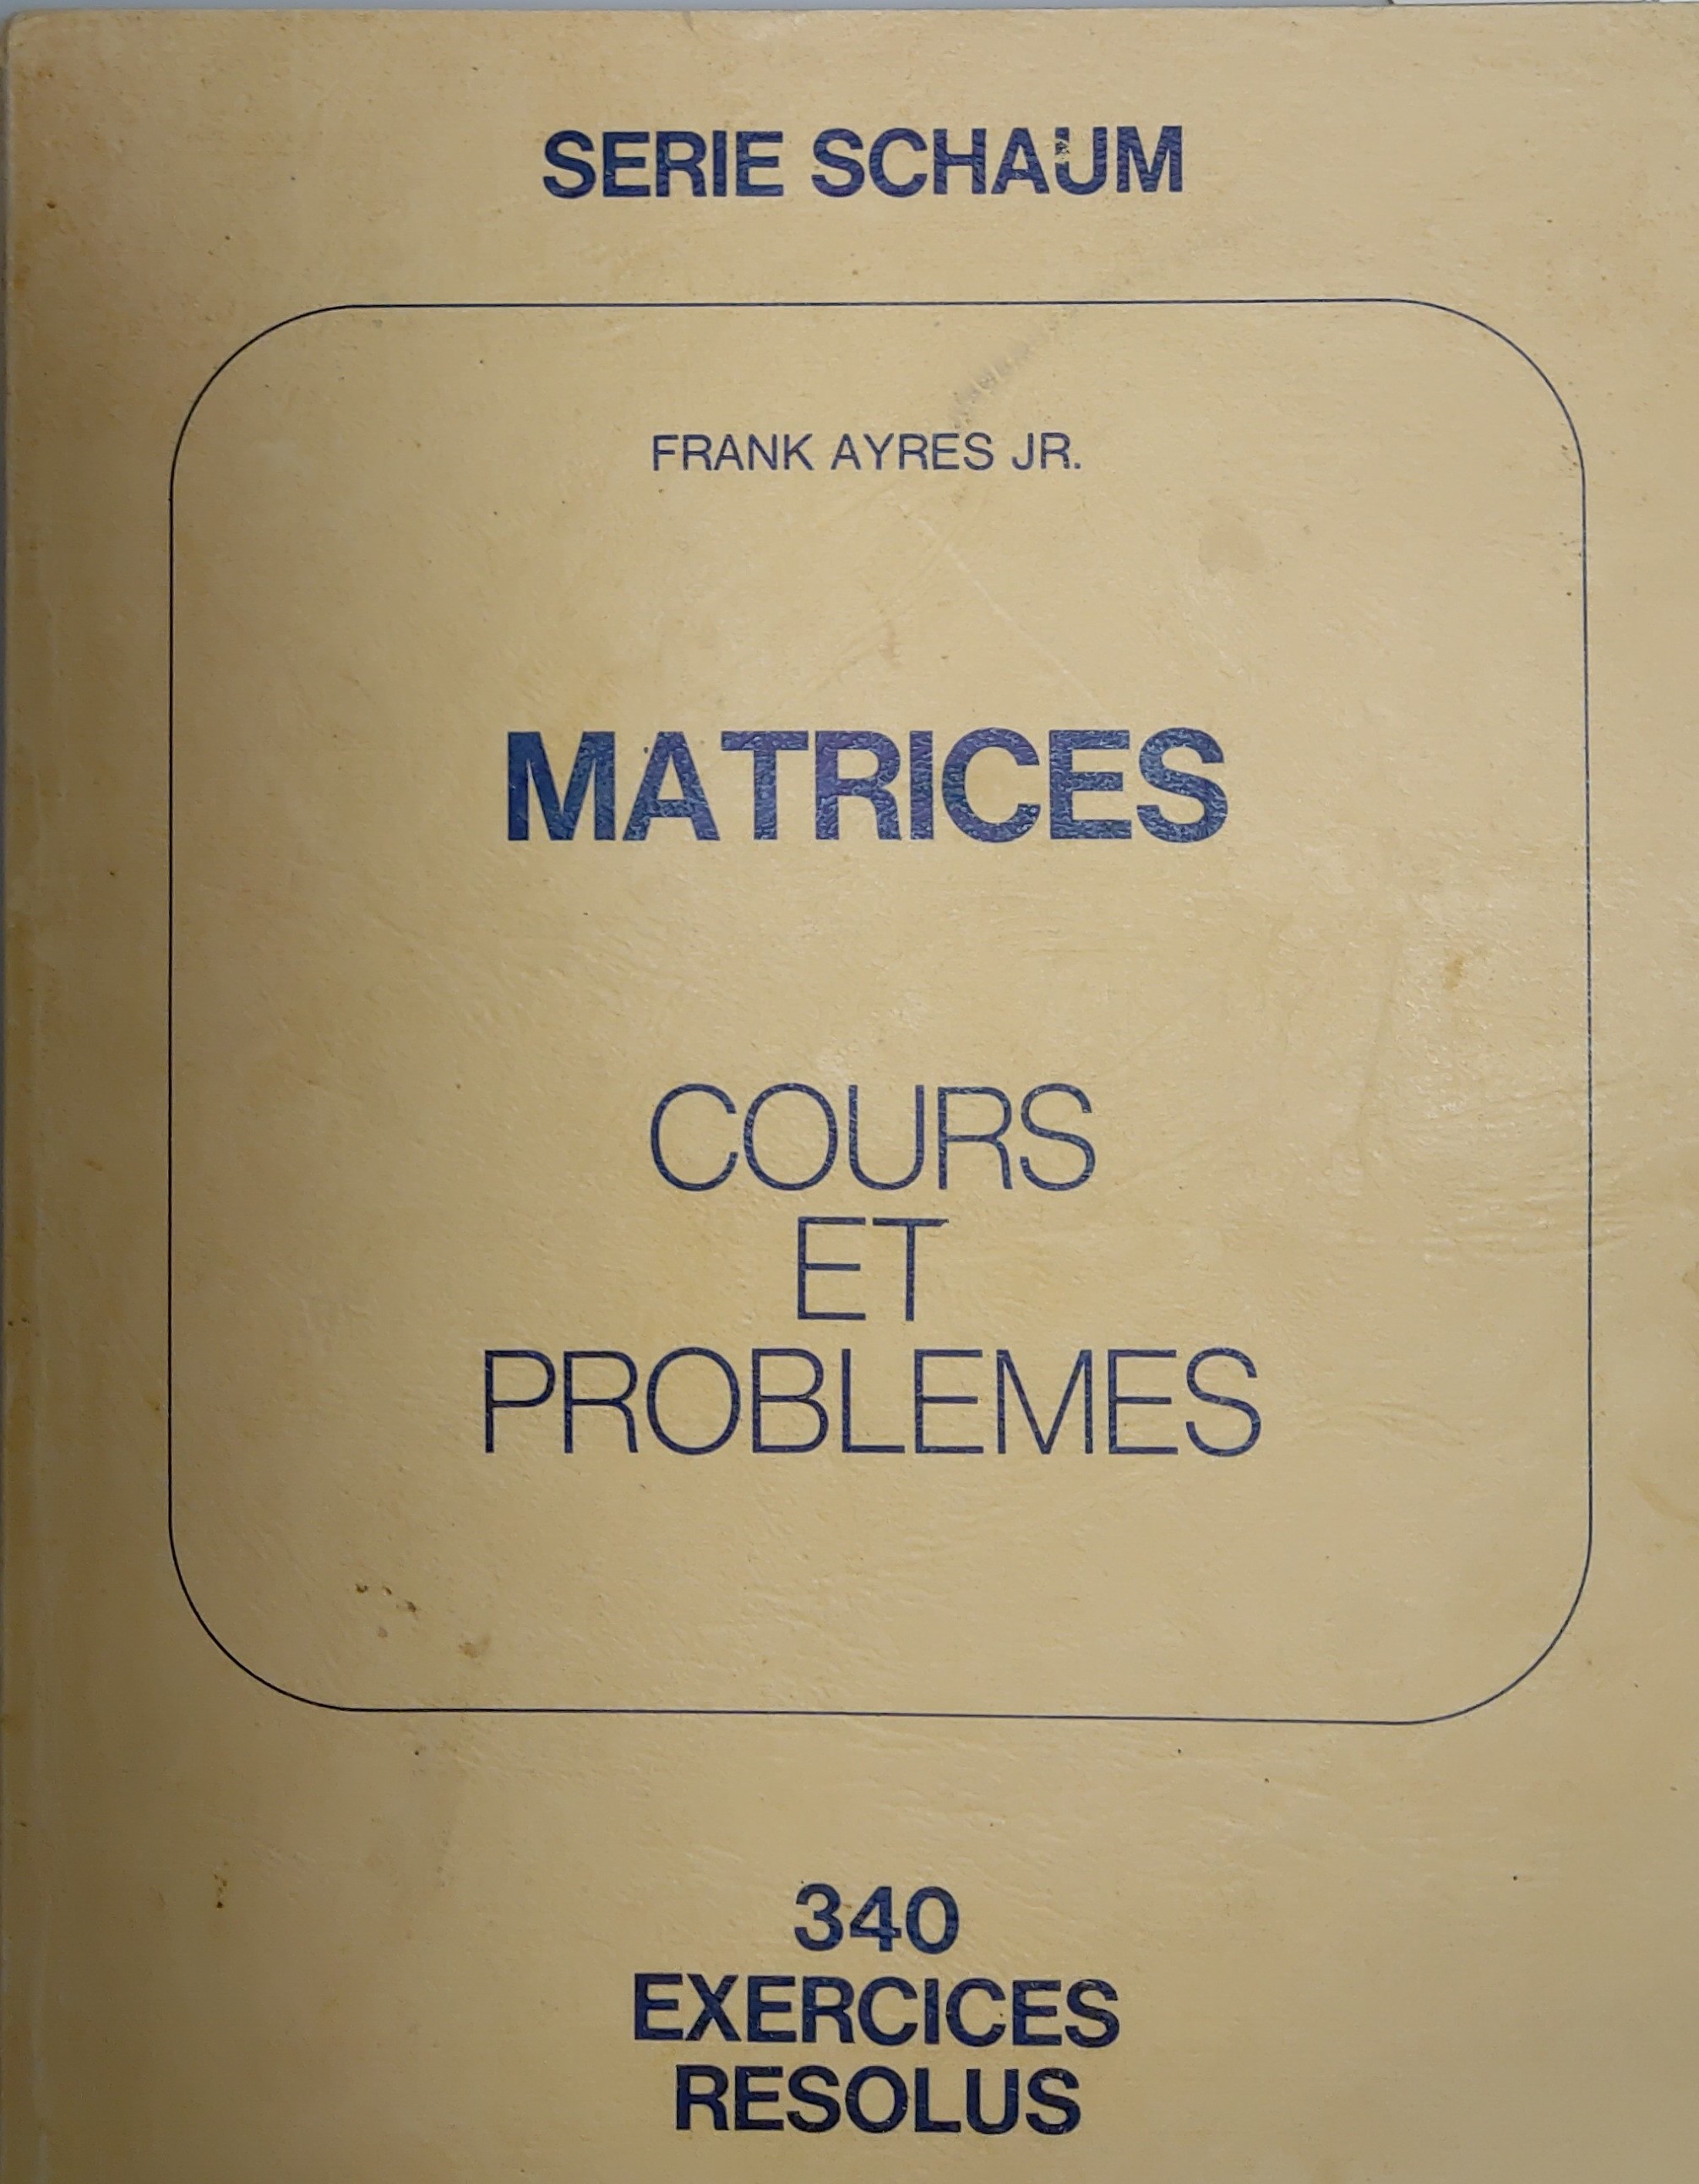 SERIE SCHAUM
FRANK AYRES JR.
MATRICES
COURS
ET
PROBLEMES
340
EXERCICES
RESOLUS